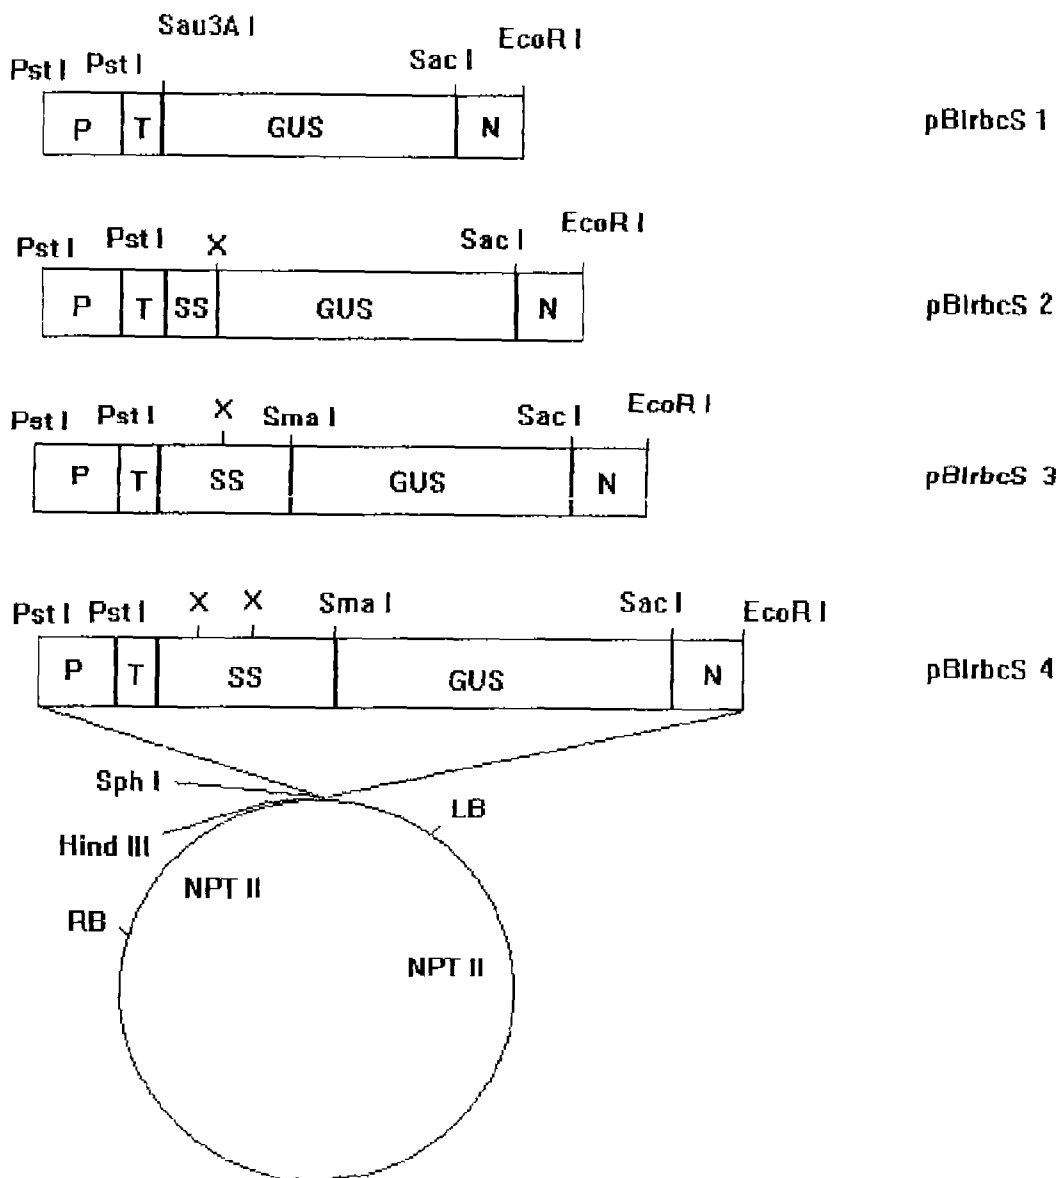 Sau3A I
EcoR I
Pst I Pst I Sac I
P T GUS N pBIrbcS 1
EcoR I
Pst I Pst I X Sac I
P T SS GUS N pBIrbcS 2
Pst I Pst I X Sma I Sac I EcoR I
P T SS GUS N pBIrbcS 3
X X
Pst I Pst I Sma I Sac I EcoR I
P T SS GUS N pBIrbcS 4
Sph I
LB
Hind III
NPT II
RB
NPT II